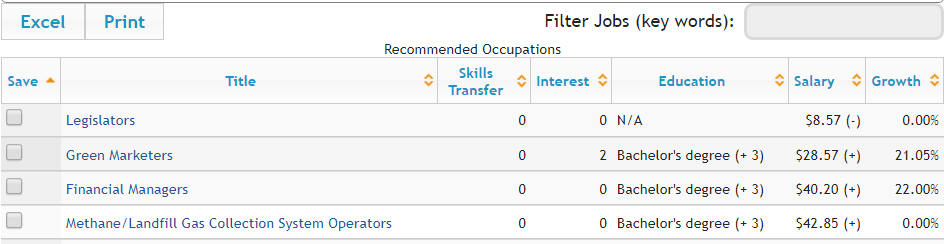 Excel Print Filter Jobs (key words):
Recommended Occupations
Save Title Skills Transfer Interest Education Salary Growth
Legislators 0 0 N/A $8.57 (-) 0.00%
Green Marketers 0 2 Bachelor's degree (+ 3) $28.57 (+) 21.05%
Financial Managers 0 0 Bachelor's degree (+ 3) $40.20 (+) 22.00%
Methane/Landfill Gas Collection System Operators 0 0 Bachelor's degree (+ 3) $42.85 (+) 0.00%